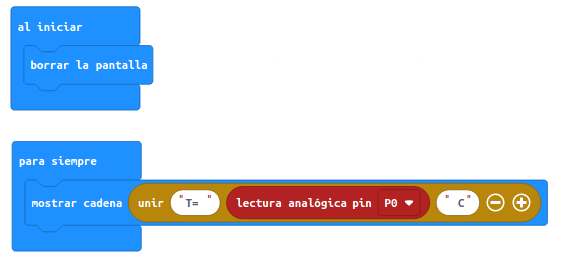 al iniciar
borrar la pantalla
para siempre
mostrar cadena unir "T= " lectura analógica pin P0 " C"